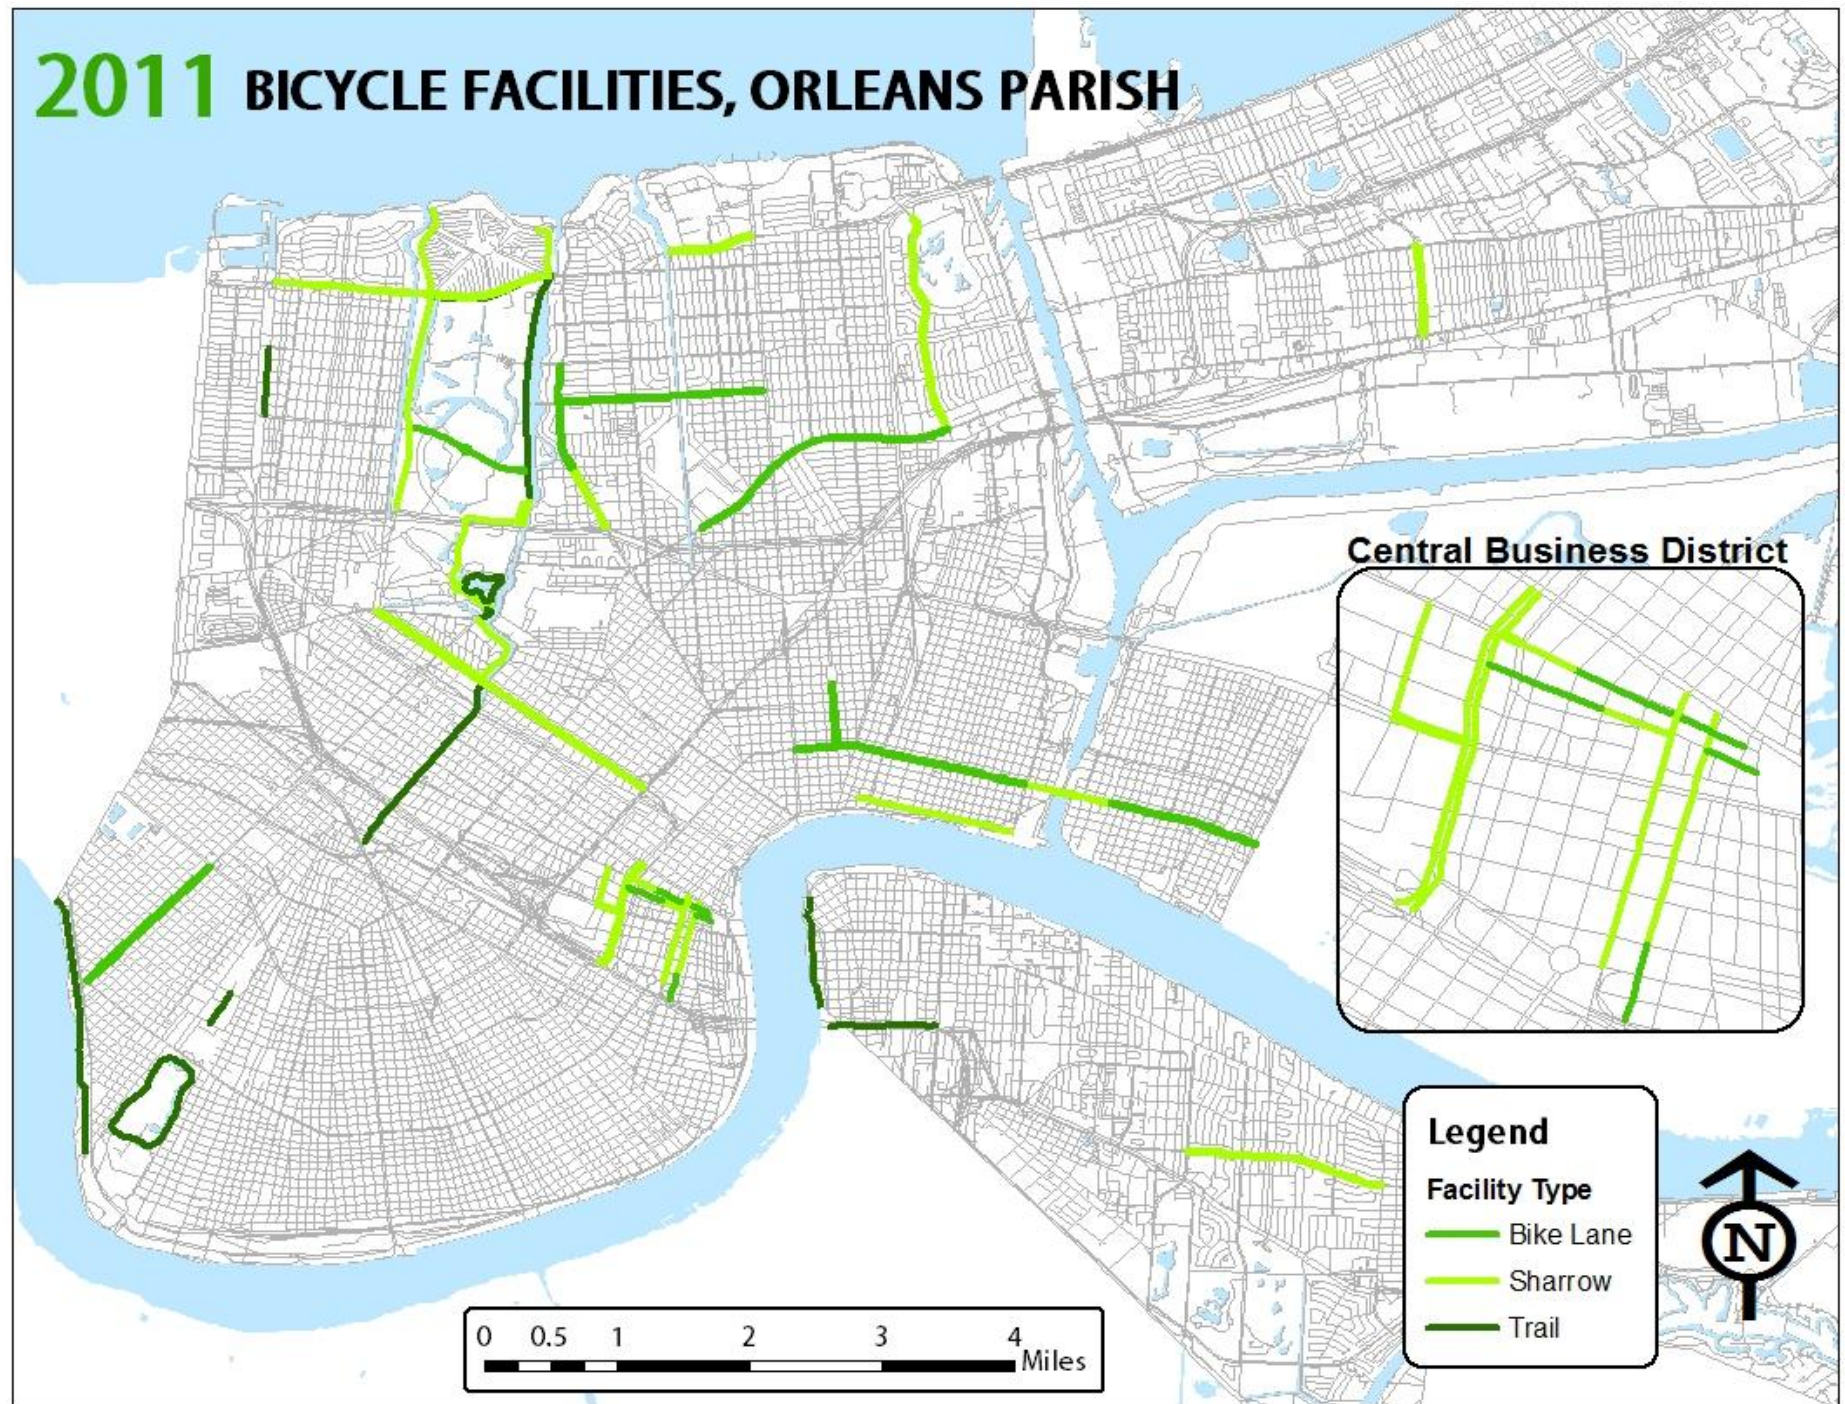 2011 BICYCLE FACILITIES, ORLEANS PARISH
Central Business District
Legend
Facility Type
Bike Lane
Sharrow
Trail
N
0 0.5 1 2 3 4
Miles